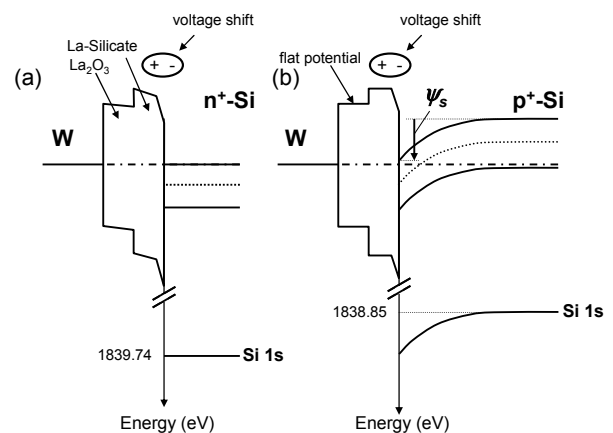 voltage shift
La-Silicate
La2O3
(a)
+ -
n+-Si
W
1839.74
Si 1s
Energy (eV)
voltage shift
flat potential
(b)
+ -
ψs
p+-Si
W
1838.85
Si 1s
Energy (eV)